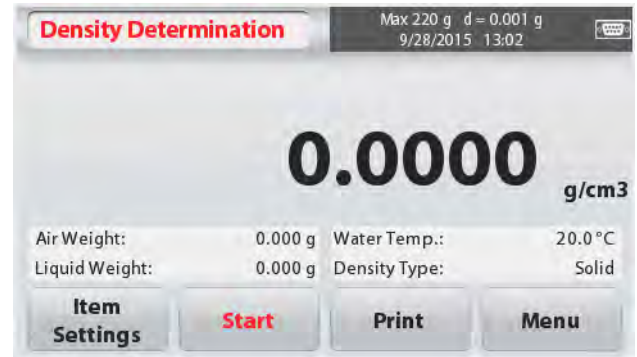 Density Determination
Max 220 g d = 0.001 g
9/28/2015 13:02
0.0000
g/cm3
Air Weight: 0.000 g Water Temp.: 20.0 °C
Liquid Weight: 0.000 g Density Type: Solid
Item
Settings
Start
Print
Menu